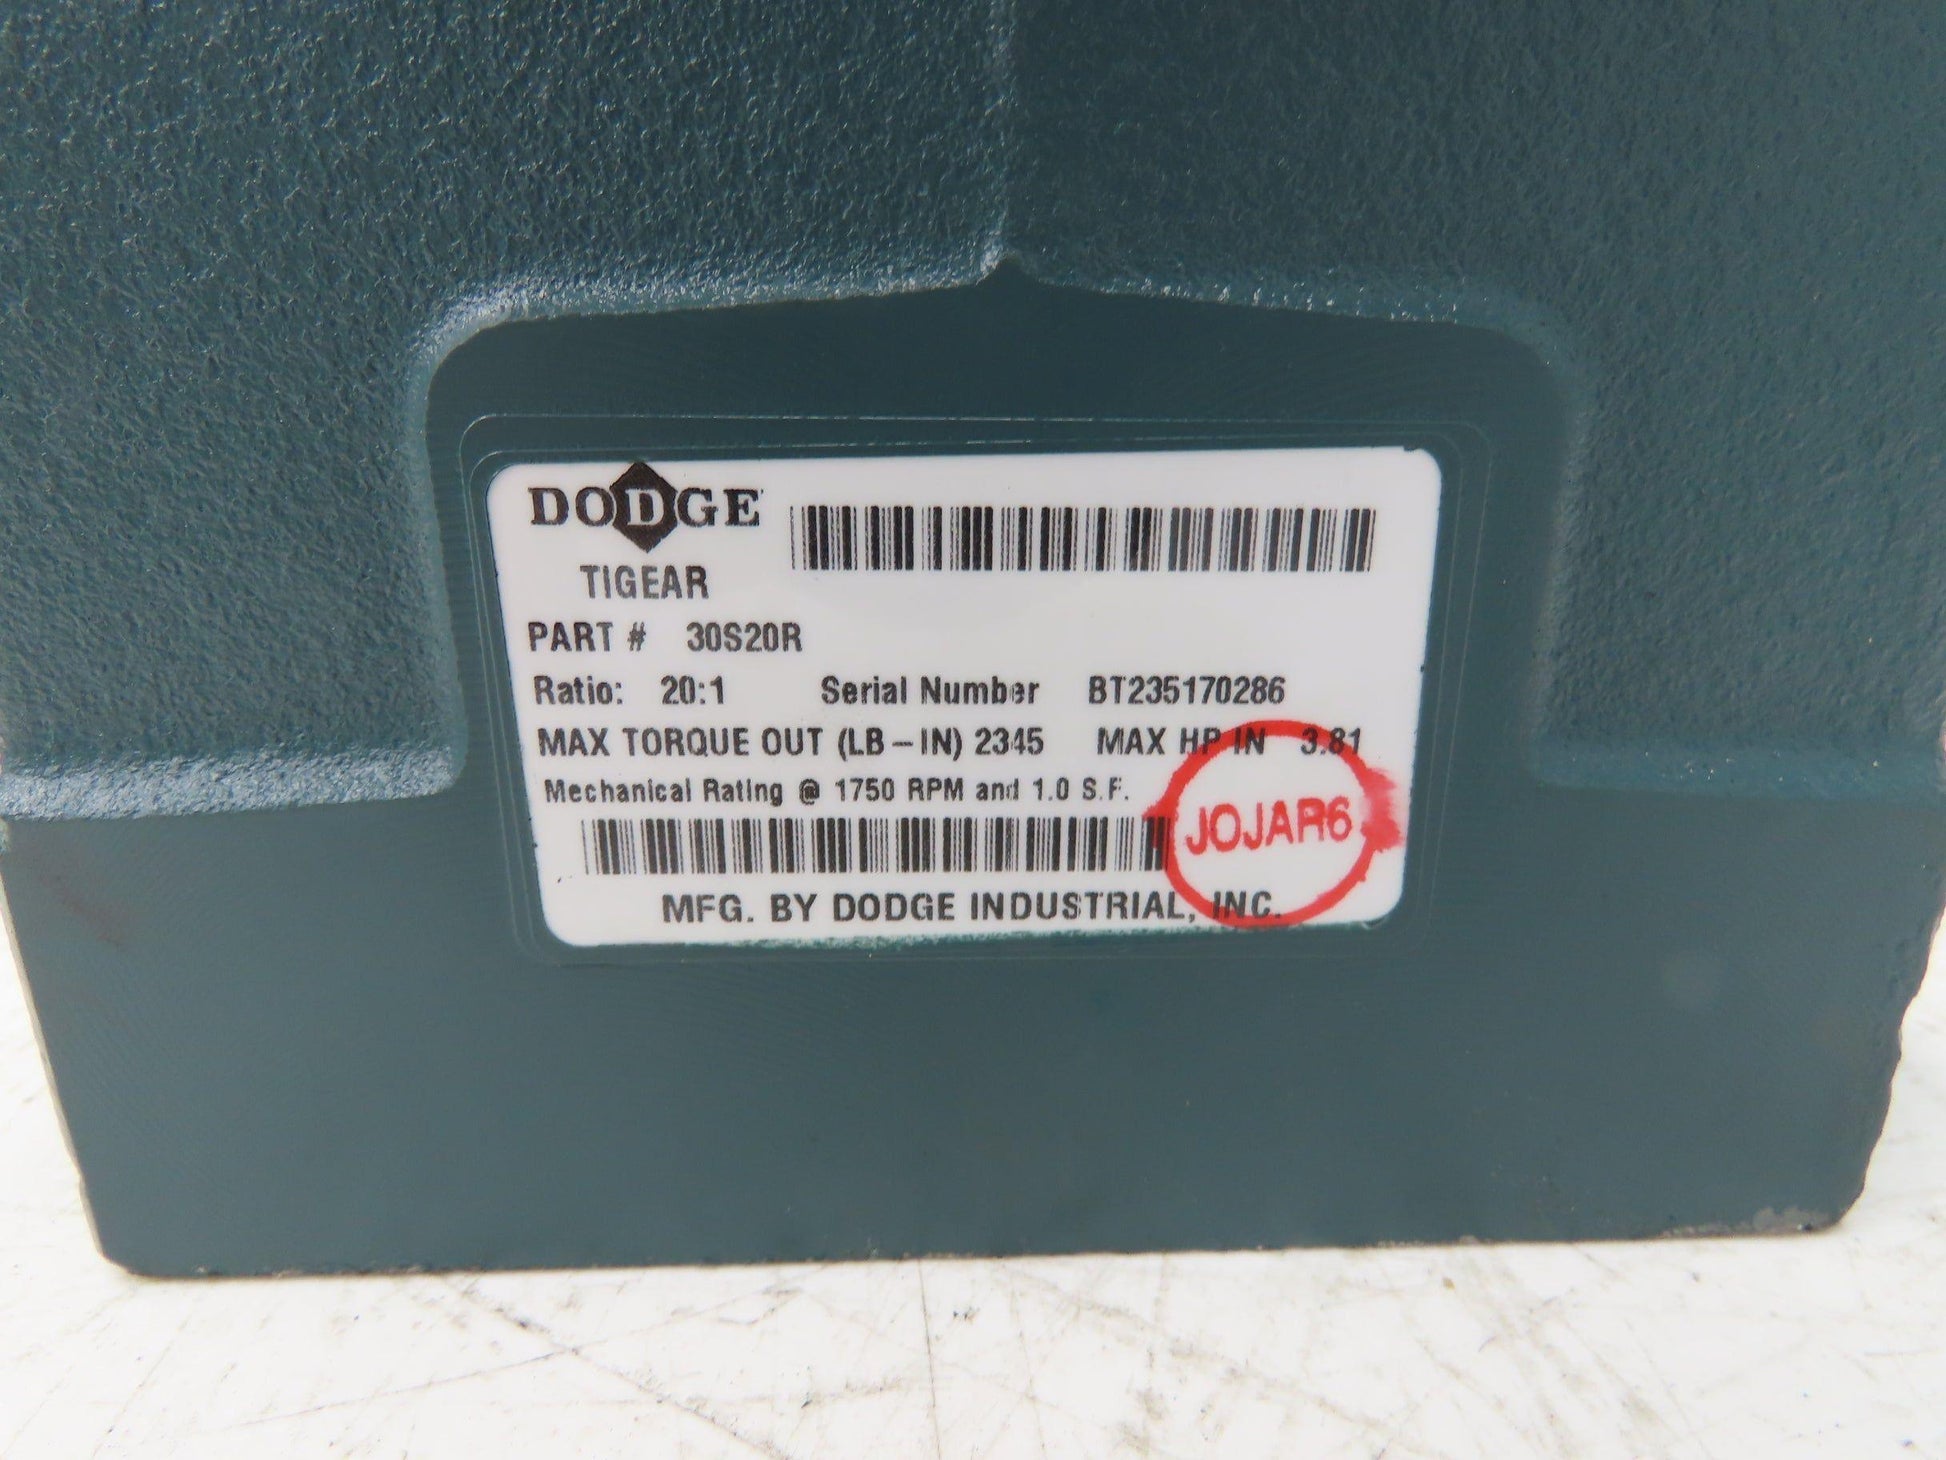 DODGE
TIGEAR
PART # 30S20R
Ratio: 20:1 Serial Number BT235170286
MAX TORQUE OUT (LB-IN) 2345 MAX HP IN 3.81
Mechanical Rating @ 1750 RPM and 1.0 S.F.
JOJAR6
MFG. BY DODGE INDUSTRIAL, INC.